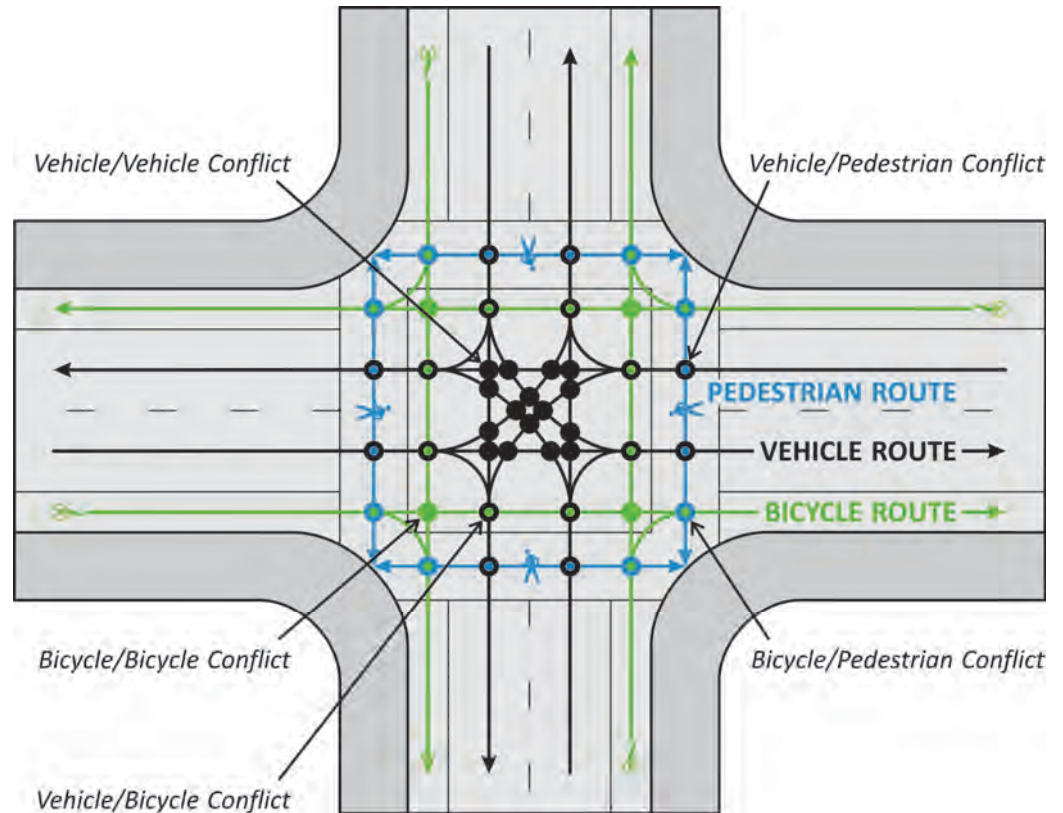 Vehicle/Vehicle Conflict
Vehicle/Pedestrian Conflict
PEDESTRIAN ROUTE
VEHICLE ROUTE
BICYCLE ROUTE
Bicycle/Bicycle Conflict
Bicycle/Pedestrian Conflict
Vehicle/Bicycle Conflict